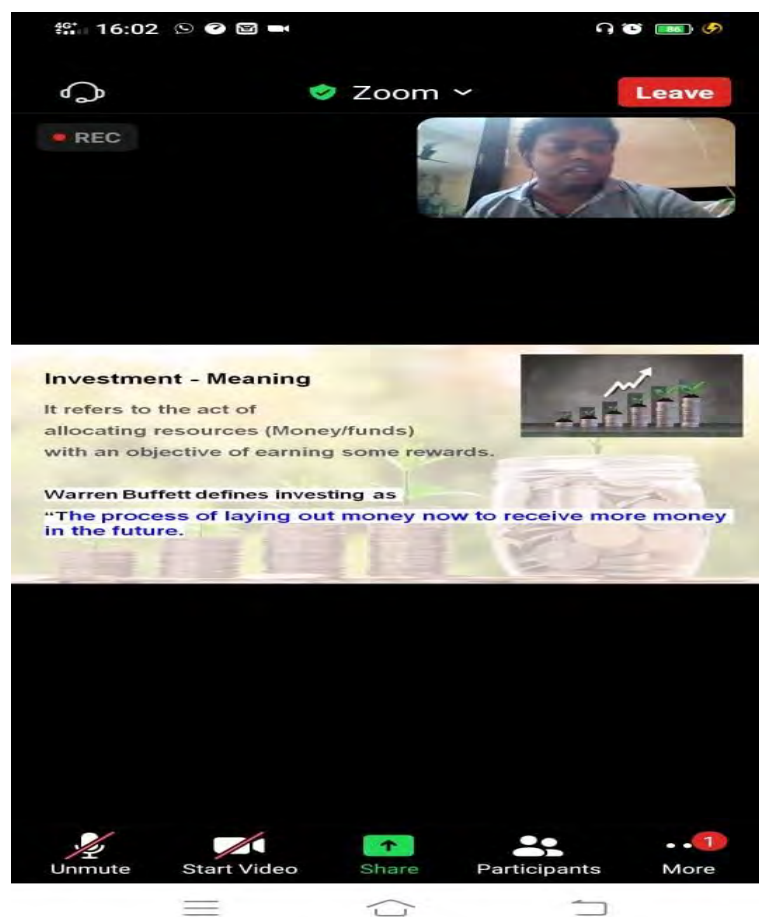 4G+ 16:02 86
Zoom Leave
REC
Investment - Meaning
It refers to the act of
allocating resources (Money/funds)
with an objective of earning some rewards.
Warren Buffett defines investing as
“The process of laying out money now to receive more money
in the future.
Unmute Start Video Share Participants More
1